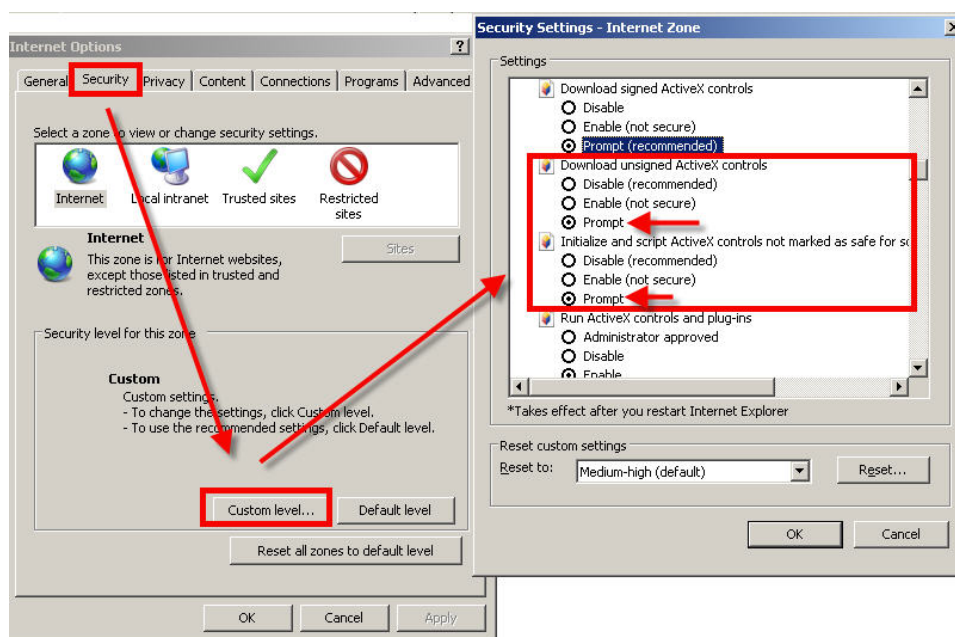 Internet Options
?
General
Security
Privacy
Content
Connections
Programs
Advanced
Select a zone to view or change security settings.
Internet
Local intranet
Trusted sites
Restricted
sites
Internet
This zone is for Internet websites,
except those listed in trusted and
restricted zones.
Sites
Security level for this zone
Custom
Custom settings.
- To change the settings, click Custom level.
- To use the recommended settings, click Default level.
Custom level...
Default level
Reset all zones to default level
OK
Cancel
Apply
Security Settings - Internet Zone
Settings
Download signed ActiveX controls
Disable
Enable (not secure)
Prompt (recommended)
Download unsigned ActiveX controls
Disable (recommended)
Enable (not secure)
Prompt
Initialize and script ActiveX controls not marked as safe for sc
Disable (recommended)
Enable (not secure)
Prompt
Run ActiveX controls and plug-ins
Administrator approved
Disable
Enable
*Takes effect after you restart Internet Explorer
Reset custom settings
Reset to:
Medium-high (default)
Reset...
OK
Cancel